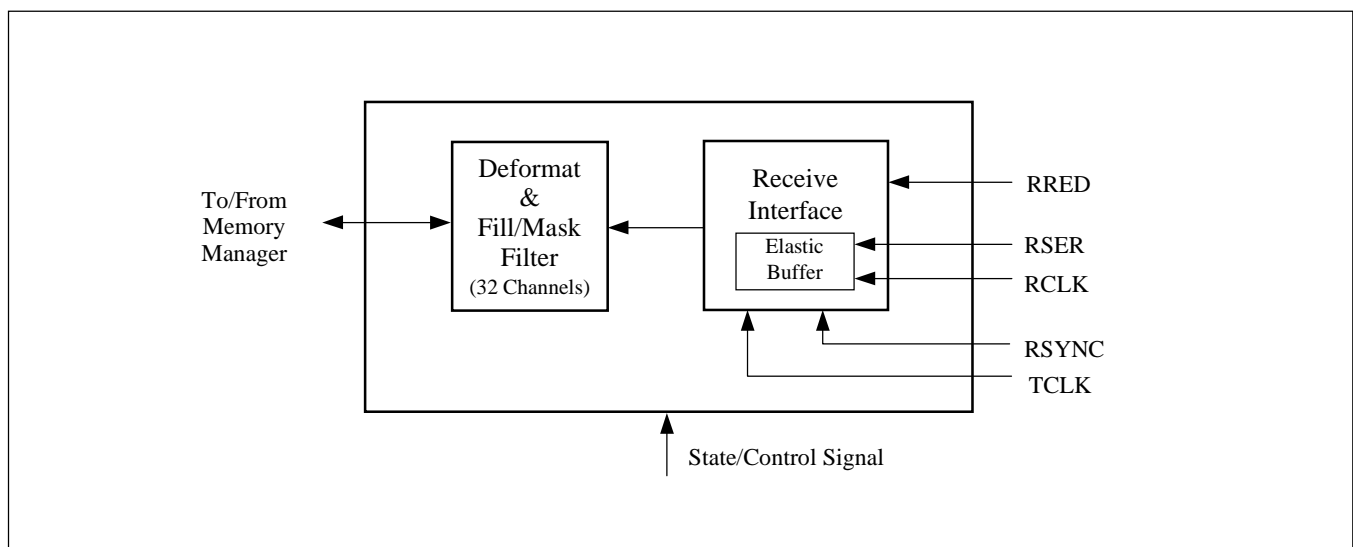 To/From
Memory
Manager
Deformat
&
Fill/Mask
Filter
(32 Channels)
Receive
Interface
Elastic
Buffer
RRED
RSER
RCLK
RSYNC
TCLK
State/Control Signal